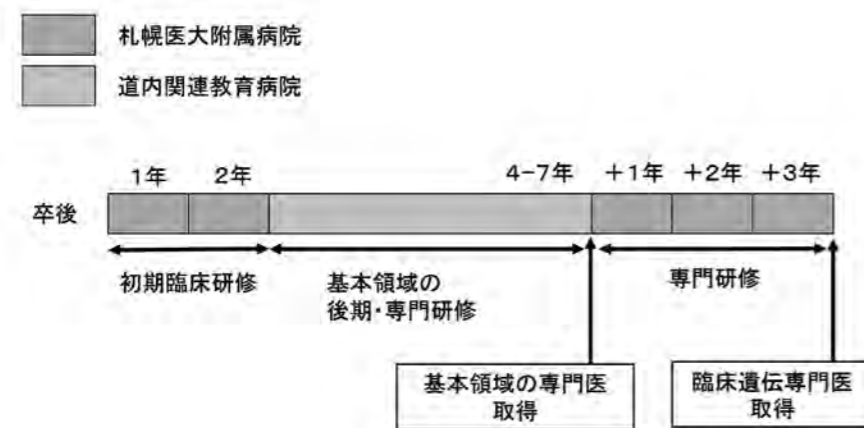 札幌医大附属病院
道内関連教育病院
1年 2年 4-7年 +1年 +2年 +3年
卒後
初期臨床研修 基本領域の 専門研修
後期・専門研修
基本領域の専門医 臨床遺伝専門医
取得 取得